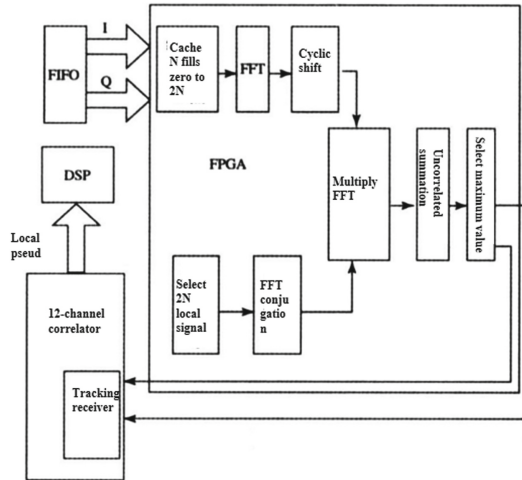 I
FIFO
Q
Cache
N fills
zero to
2N
FFT
Cyclic
shift
DSP
FPGA
Multiply
FFT
Uncorrelated
summation
Select maximum value
Local
pseud
12-channel
correlator
Select
2N
local
signal
FFT
conju
gatio
n
Tracking
receiver